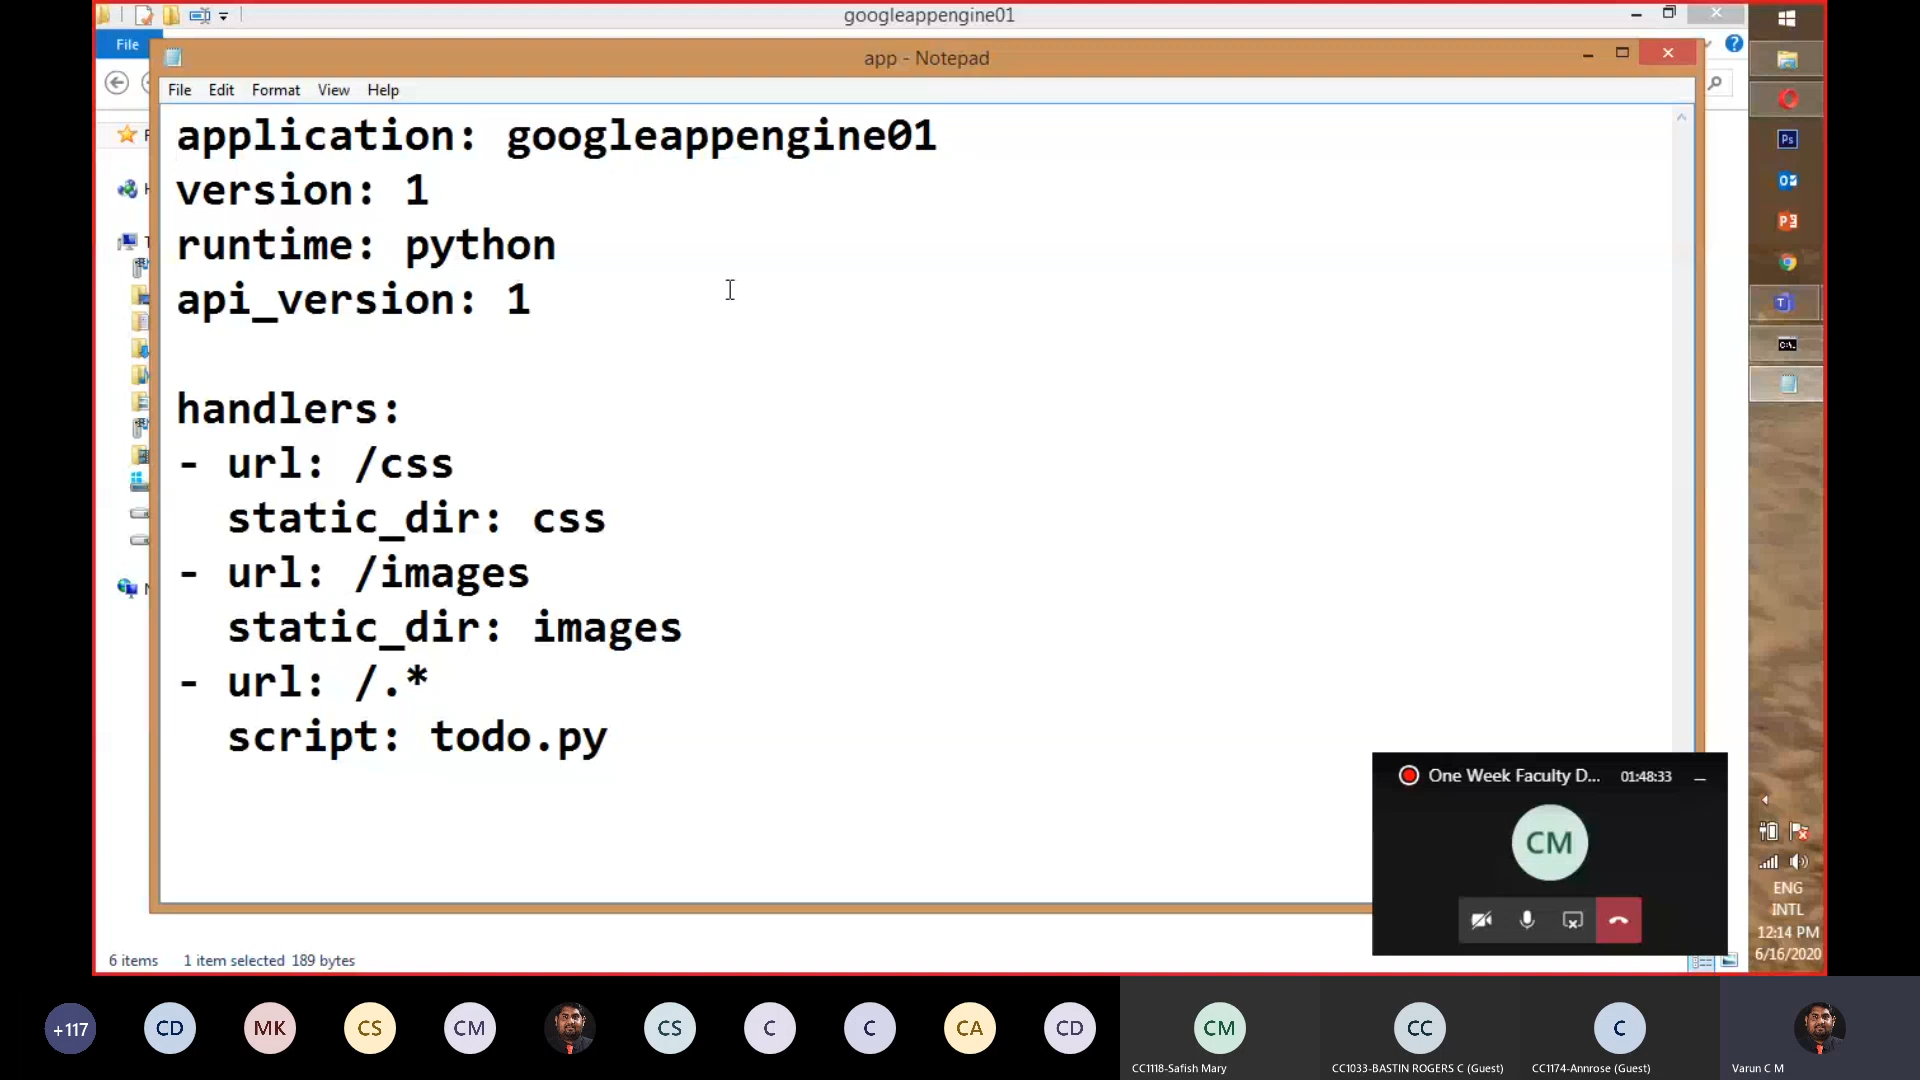 googleappengine01
File
app - Notepad
File Edit Format View Help
application: googleappengine01
version: 1
runtime: python
api_version: 1
handlers:
- url: /css
static_dir: css
- url: /images
static_dir: images
- url: /.*
script: todo.py
One Week Faculty D... 01:48:33
CM
6 items 1 item selected 189 bytes
ENG
INTL
12:14 PM
6/16/2020
+117 CD MK CS CM CS C C CA CD CM CC C
CC1118-Safish Mary CC1033-BASTIN ROGERS C (Guest) CC1174-Annrose (Guest) Varun C M